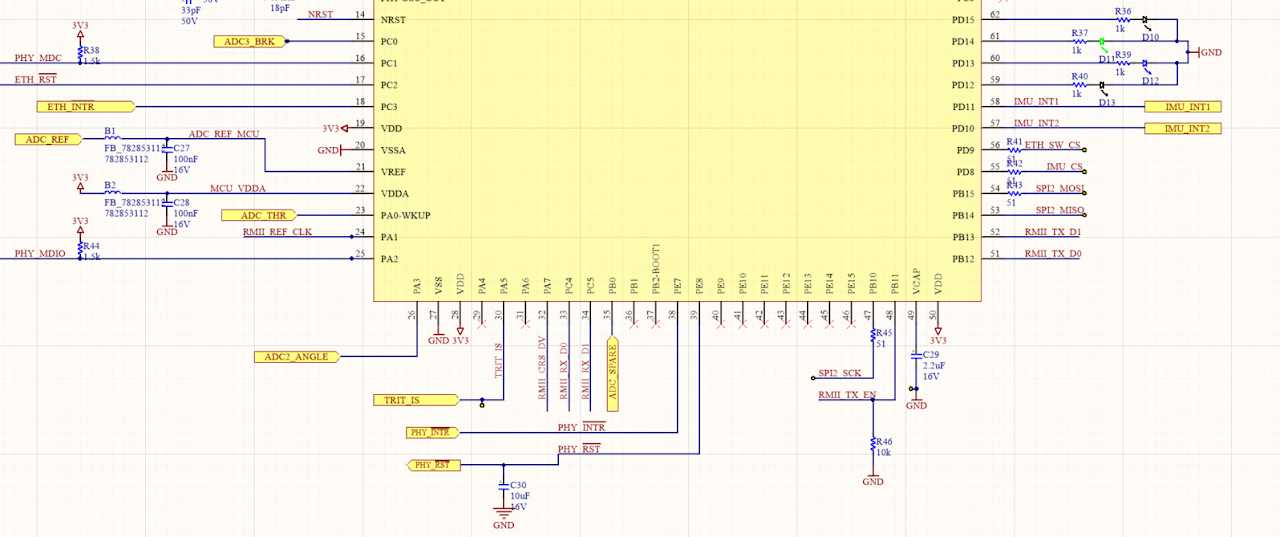 33pF
50V
18pF
NRST
14
NRST
ADC3_BRK
15
PC0
3V3
R38
1.5k
PHY_MDC
16
PC1
ETH_RST
17
PC2
ETH_INTR
18
PC3
3V3
19
VDD
GND
20
VSSA
ADC_REF
B1
FB_782853112
782853112
ADC_REF_MCU
C27
100nF
16V
GND
21
VREF
3V3
B2
FB_782853112
782853112
MCU_VDDA
C28
100nF
16V
GND
22
VDDA
ADC_THR
23
PA0-WKUP
3V3
RMII_REF_CLK
24
PA1
R44
1.5k
PHY_MDIO
25
PA2
PD15
62
R36
1k
D10
PD14
61
R37
1k
D11
GND
PD13
60
R39
1k
D12
PD12
59
R40
1k
D13
PD11
58
IMU_INT1
IMU_INT1
PD10
57
IMU_INT2
IMU_INT2
PD9
56
R41
51
ETH_SW_CS
PD8
55
R42
51
IMU_CS
PB15
54
R43
51
SPI2_MOSI
PB14
53
SPI2_MISO
PB13
52
RMII_TX_D1
PB12
51
RMII_TX_D0
PA3
VSS
VDD
PA4
PA5
PA6
PA7
PC4
PC5
PB0
PB1
PB2-BOOT1
PE7
PE8
PE9
PE10
PE11
PE12
PE13
PE14
PE15
PB10
PB11
VCAP
VDD
26
27
28
29
30
31
32
33
34
35
36
37
38
39
40
41
42
43
44
45
46
47
48
49
50
GND
3V3
3V3
R45
51
ADC2_ANGLE
TRIT_IS
RMII_CRS_DV
RMII_RX_D0
RMII_RX_D1
ADC_SPARE
C29
2.2uF
16V
GND
SPI2_SCK
RMII_TX_EN
TRIT_IS
PHY_INTR
PHY_INTR
PHY_RST
PHY_RST
R46
10k
GND
C30
10uF
16V
GND